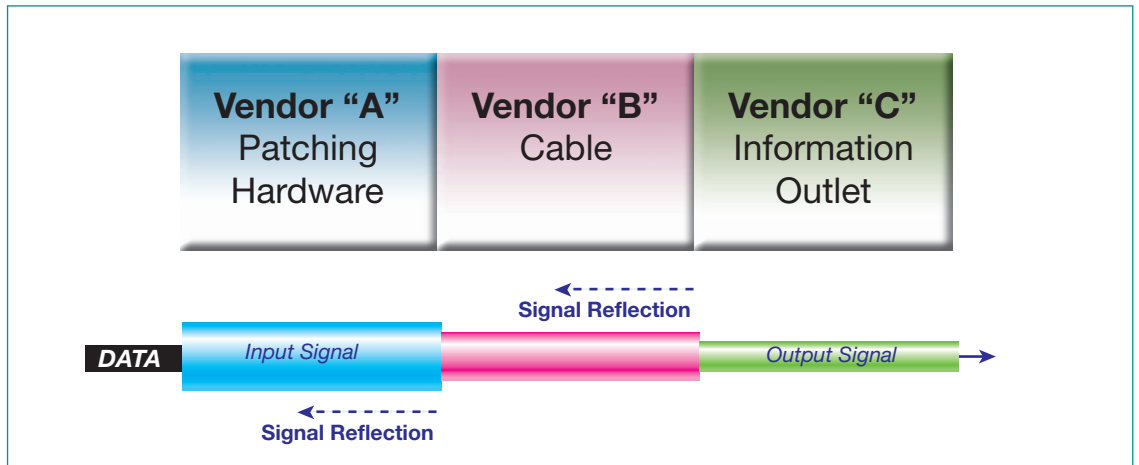 Vendor “A”
Patching
Hardware
Vendor “B”
Cable
Vendor “C”
Information
Outlet
Signal Reflection
DATA
Input Signal
Output Signal
Signal Reflection